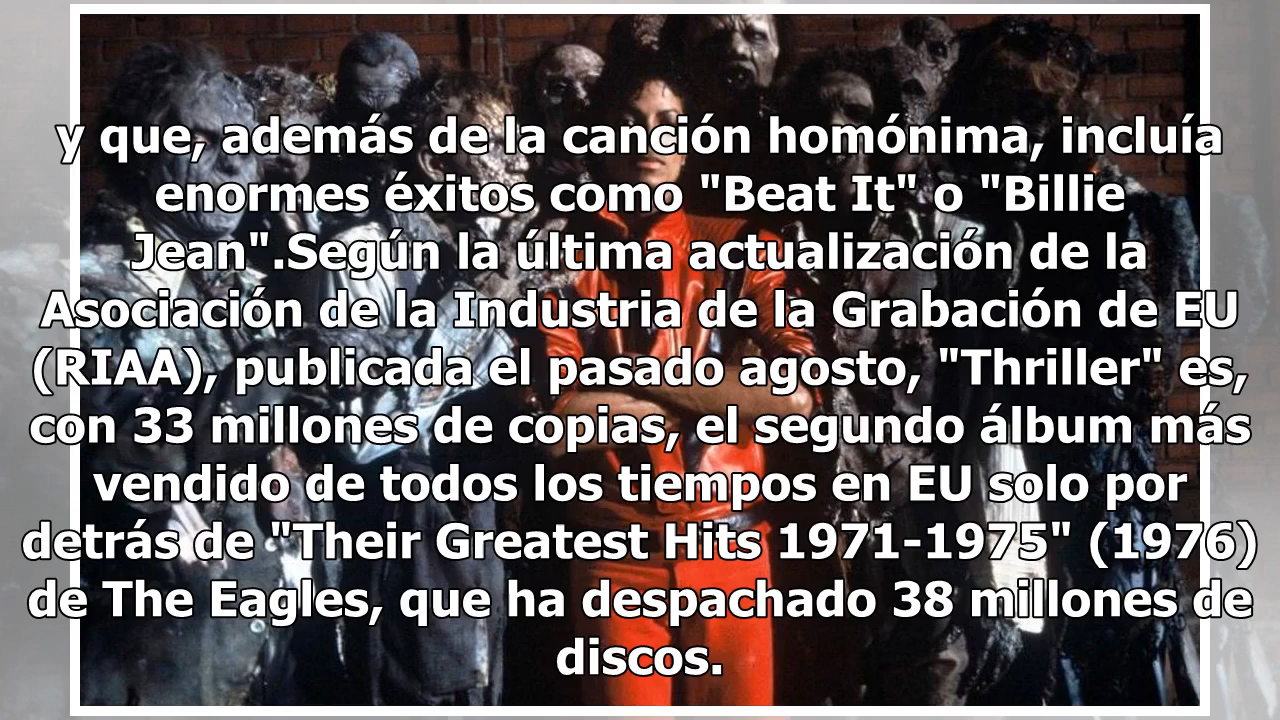 y que, además de la canción homónima, incluía
enormes éxitos como "Beat It" o "Billie
Jean".Según la última actualización de la
Asociación de la Industria de la Grabación de EU
(RIAA), publicada el pasado agosto, "Thriller" es,
con 33 millones de copias, el segundo álbum más
vendido de todos los tiempos en EU solo por
detrás de "Their Greatest Hits 1971-1975" (1976)
de The Eagles, que ha despachado 38 millones de
discos.